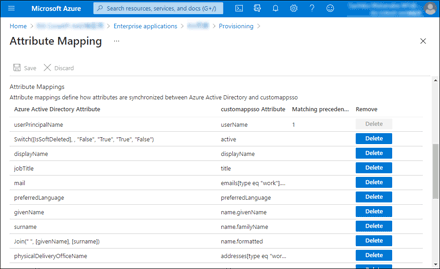 Microsoft Azure
Search resources, services, and docs (G+/)
Home > Enterprise applications > Provisioning >
Attribute Mapping ...
Save Discard
Attribute Mappings
Attribute mappings define how attributes are synchronized between Azure Active Directory and customappsso
Azure Active Directory Attribute customappsso Attribute Matching preceden... Remove
userPrincipalName userName 1 Delete
Switch([IsSoftDeleted], , "False", "True", "True", "False") active Delete
displayName displayName Delete
jobTitle title Delete
mail emails[type eq "work"].... Delete
preferredLanguage preferredLanguage Delete
givenName name.givenName Delete
surname name.familyName Delete
Join(" ", [givenName], [surname]) name.formatted Delete
physicalDeliveryOfficeName addresses[type eq "wor... Delete